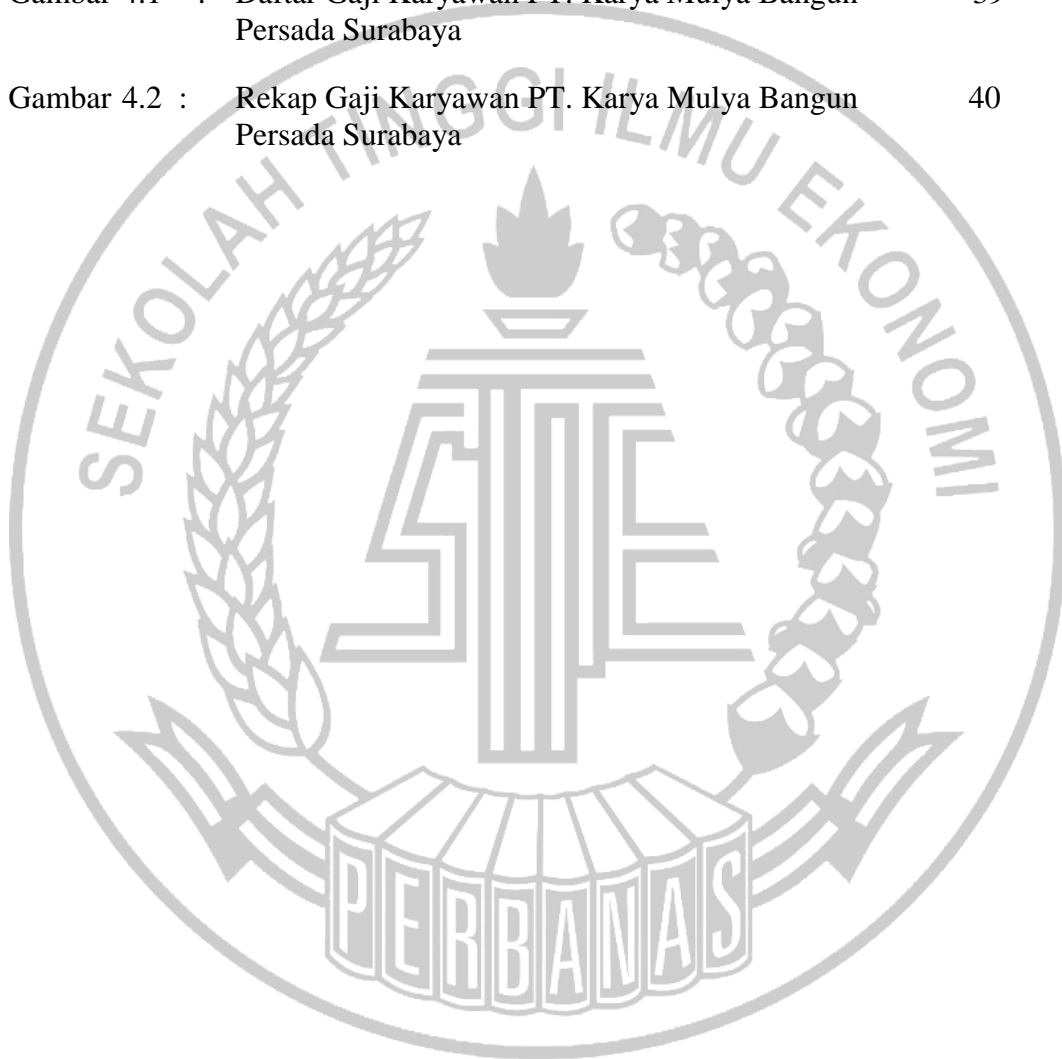 Gambar 4.1 : Daftar Gaji Karyawan PT. Karya Mulya Bangun 39
Persada Surabaya
Gambar 4.2 : Rekap Gaji Karyawan PT. Karya Mulya Bangun 40
Persada Surabaya
SEKOLAH TINGGI ILMU EKONOMI
STIE
PERBANAS